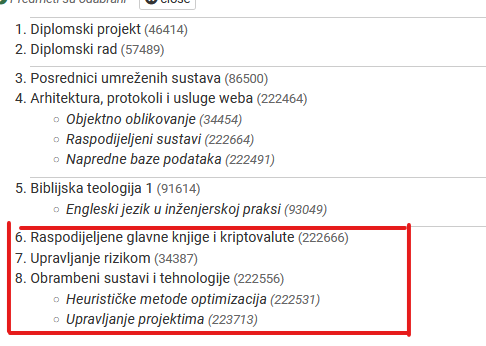 Predmeti su odabrani close
1. Diplomski projekt (46414)
2. Diplomski rad (57489)
3. Posrednici umreženih sustava (86500)
4. Arhitektura, protokoli i usluge weba (222464)
Objektno oblikovanje (34454)
Raspodijeljeni sustavi (222664)
Napredne baze podataka (222491)
5. Biblijska teologija 1 (91614)
Engleski jezik u inženjerskoj praksi (93049)
6. Raspodijeljene glavne knjige i kriptovalute (222666)
7. Upravljanje rizikom (34387)
8. Obrambeni sustavi i tehnologije (222556)
Heurističke metode optimizacija (222531)
Upravljanje projektima (223713)